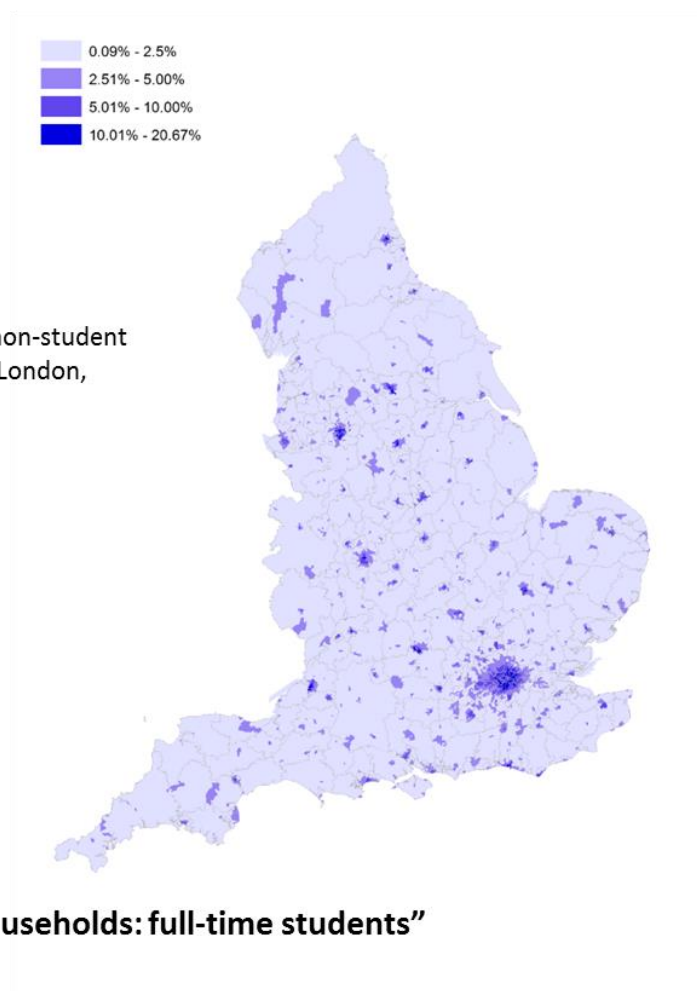 0.09% - 2.5%
2.51% - 5.00%
5.01% - 10.00%
10.01% - 20.67%
on-student
London,
useholds: full-time students”